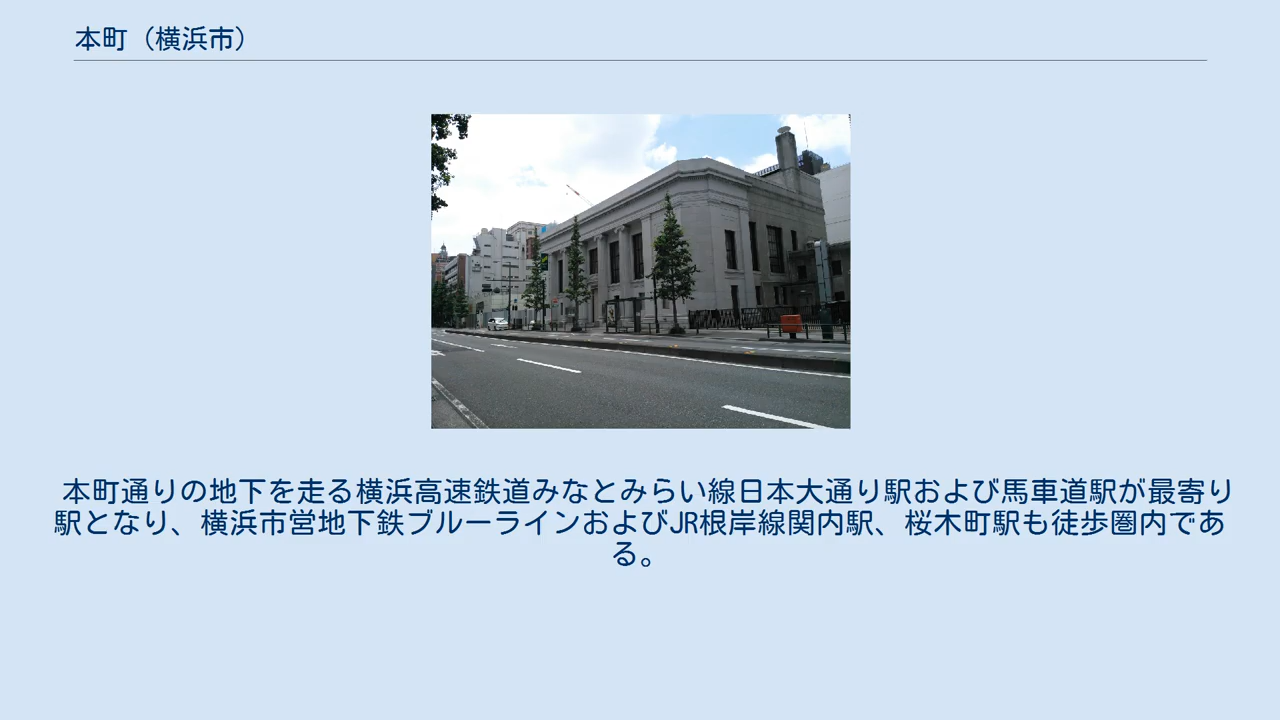 本町（横浜市）
本町通りの地下を走る横浜高速鉄道みなとみらい線日本大通り駅および馬車道駅が最寄り
駅となり、横浜市営地下鉄ブルーラインおよびJR根岸線関内駅、桜木町駅も徒歩圏内であ
る。